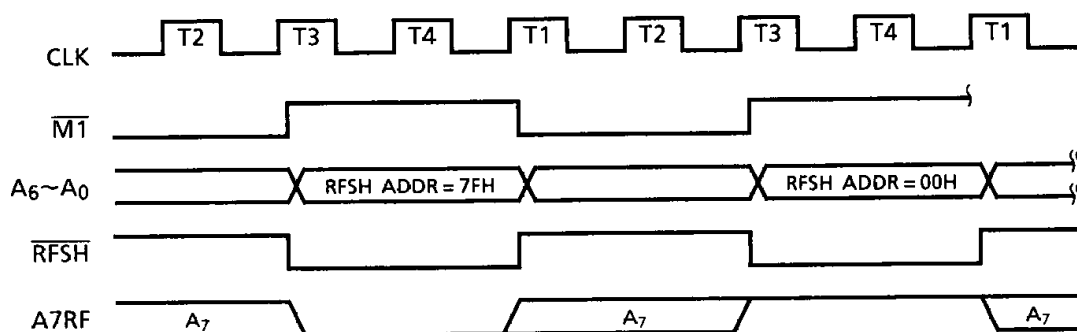 CLK T2 T3 T4 T1 T2 T3 T4 T1
M1
A6~A0 RFSH ADDR = 7FH RFSH ADDR = 00H
RFSH
A7RF A7 A7 A7